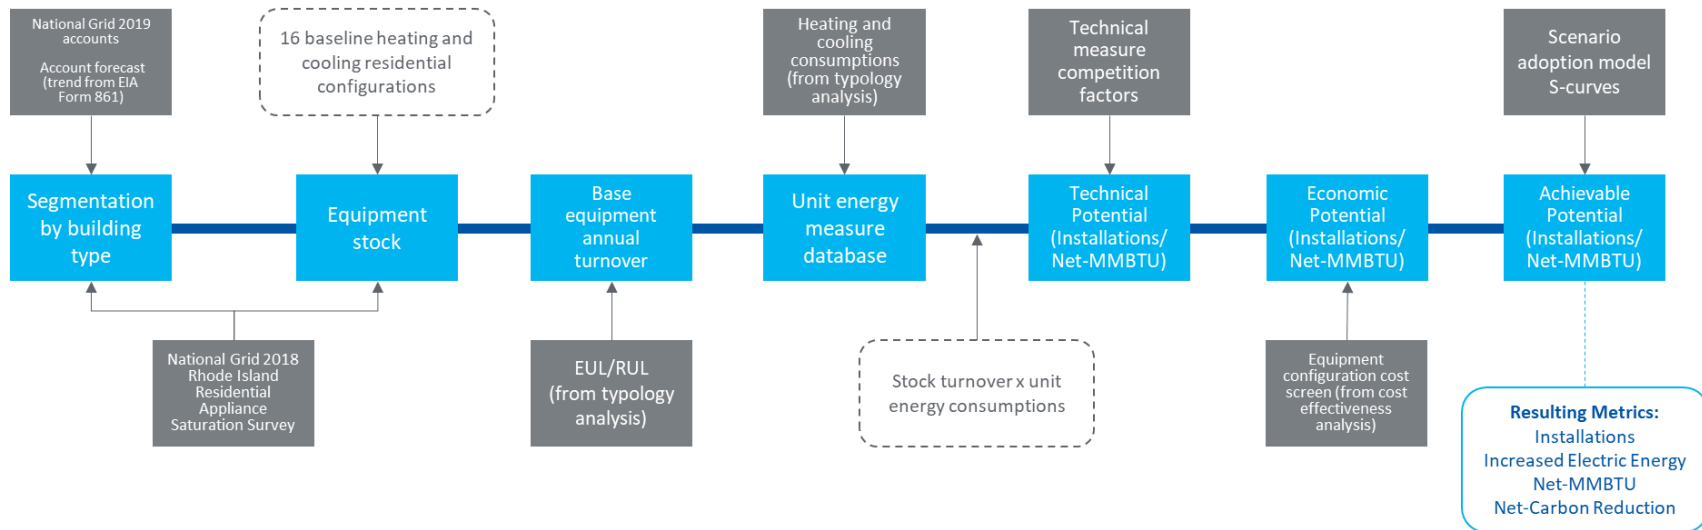 National Grid 2019
accounts
Account forecast
(trend from EIA
Form 861)
16 baseline heating and
cooling residential
configurations
Heating and
cooling
consumptions
(from typology
analysis)
Technical
measure
competition
factors
Scenario
adoption model
S-curves
Segmentation
by building
type
Equipment
stock
Base
equipment
annual
turnover
Unit energy
measure
database
Technical
Potential
(Installations/
Net-MMBTU)
Economic
Potential
(Installations/
Net-MMBTU)
Achievable
Potential
(Installations/
Net-MMBTU)
National Grid 2018
Rhode Island
Residential
Appliance
Saturation Survey
EUL/RUL
(from typology
analysis)
Stock turnover x unit
energy consumptions
Equipment
configuration cost
screen (from cost
effectiveness
analysis)
Resulting Metrics:
Installations
Increased Electric Energy
Net-MMBTU
Net-Carbon Reduction